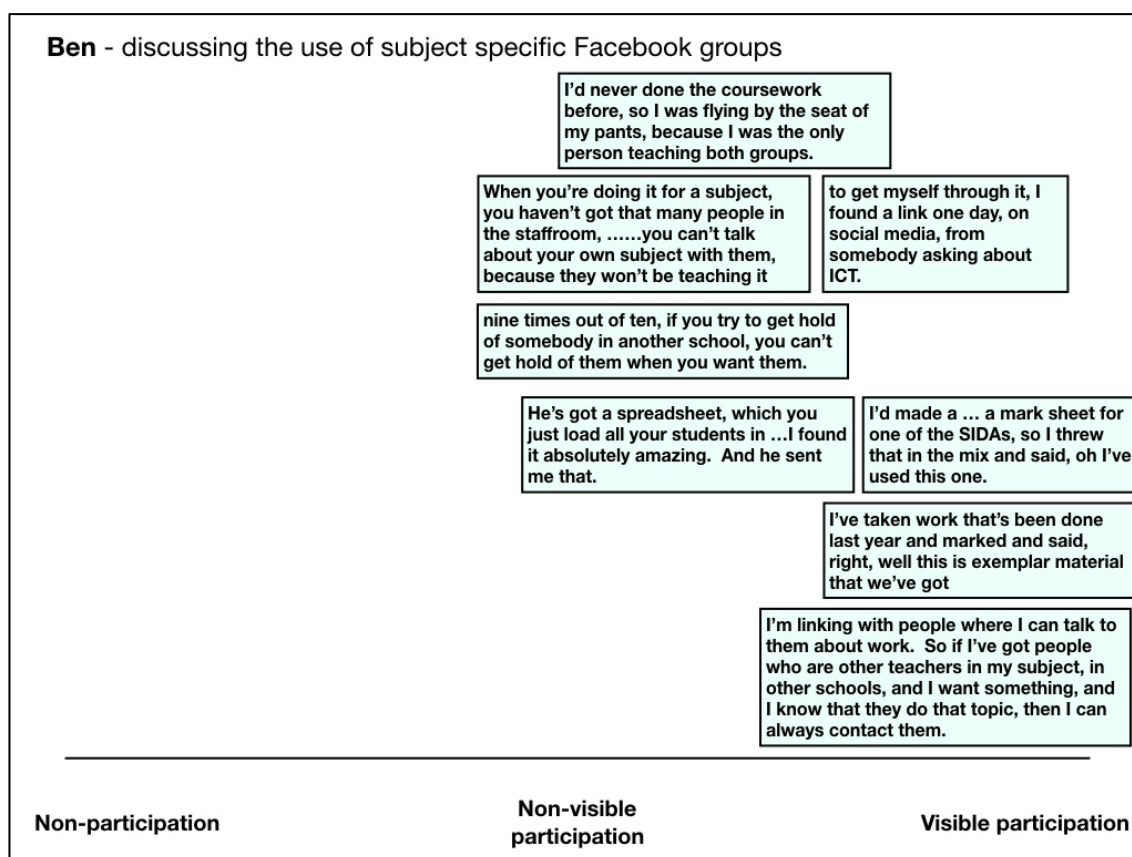 Ben - discussing the use of subject specific Facebook groups
I'd never done the coursework
before, so I was flying by the seat of
my pants, because I was the only
person teaching both groups.
When you're doing it for a subject,
you haven't got that many people in
the staffroom, ……you can't talk
about your own subject with them,
because they won't be teaching it
to get myself through it, I
found a link one day, on
social media, from
somebody asking about
ICT.
nine times out of ten, if you try to get hold
of somebody in another school, you can't
get hold of them when you want them.
He's got a spreadsheet, which you
just load all your students in …I found
it absolutely amazing.  And he sent
me that.
I'd made a … a mark sheet for
one of the SIDAs, so I threw
that in the mix and said, oh I've
used this one.
I've taken work that's been done
last year and marked and said,
right, well this is exemplar material
that we've got
I'm linking with people where I can talk to
them about work.  So if I've got people
who are other teachers in my subject, in
other schools, and I want something, and
I know that they do that topic, then I can
always contact them.
Non-participation
Non-visible
participation
Visible participation